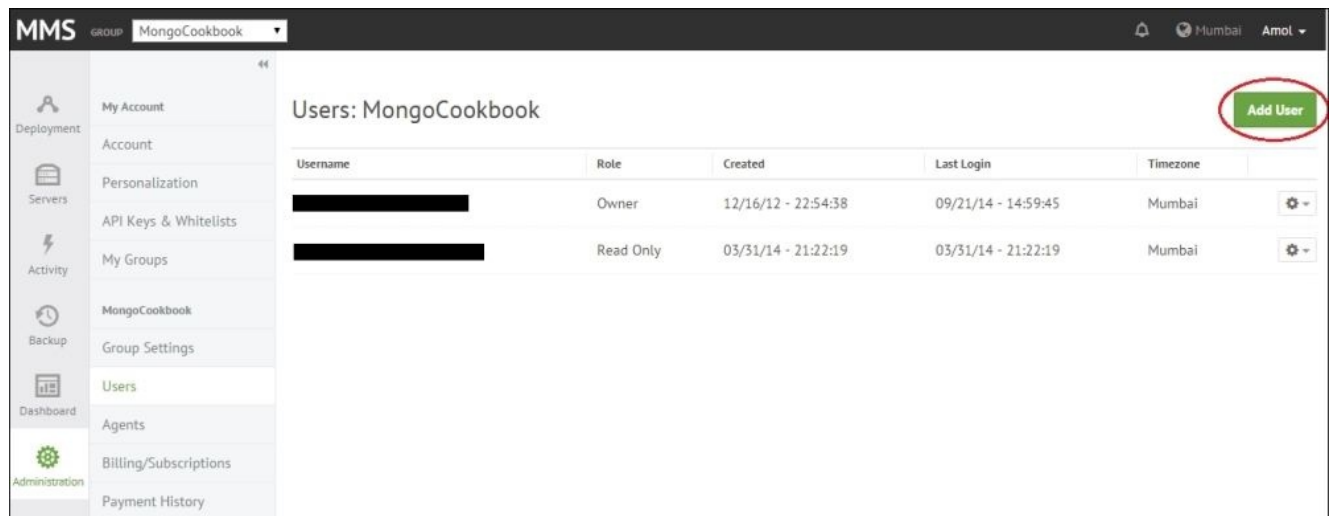 MMS GROUP MongoCookbook Mumbai Amol
Deployment
Servers
Activity
Backup
Dashboard
Administration
My Account
Account
Personalization
API Keys & Whitelists
My Groups
MongoCookbook
Group Settings
Users
Agents
Billing/Subscriptions
Payment History
Users: MongoCookbook
Add User
Username Role Created Last Login Timezone
Owner 12/16/12 - 22:54:38 09/21/14 - 14:59:45 Mumbai
Read Only 03/31/14 - 21:22:19 03/31/14 - 21:22:19 Mumbai